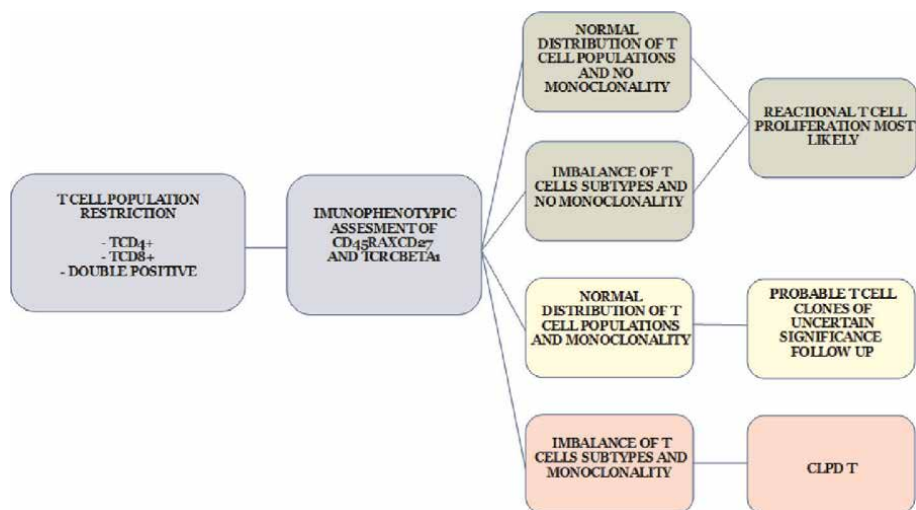 T CELL POPULATION
RESTRICTION
- TCD4+
- TCD8+
- DOUBLE POSITIVE
IMUNOPHENOTYPIC
ASSESMENT OF
CD45RAXCD27
AND TCRCBETA1
NORMAL
DISTRIBUTION OF T
CELL POPULATIONS
AND NO
MONOCLONALITY
IMBALANCE OF T
CELLS SUBTYPES AND
NO MONOCLONALITY
REACTIONAL T CELL
PROLIFERATION MOST
LIKELY
NORMAL
DISTRIBUTION OF T
CELL POPULATIONS
AND MONOCLONALITY
PROBABLE T CELL
CLONES OF
UNCERTAIN
SIGNIFICANCE
FOLLOW UP
IMBALANCE OF T
CELLS SUBTYPES AND
MONOCLONALITY
CLPD T